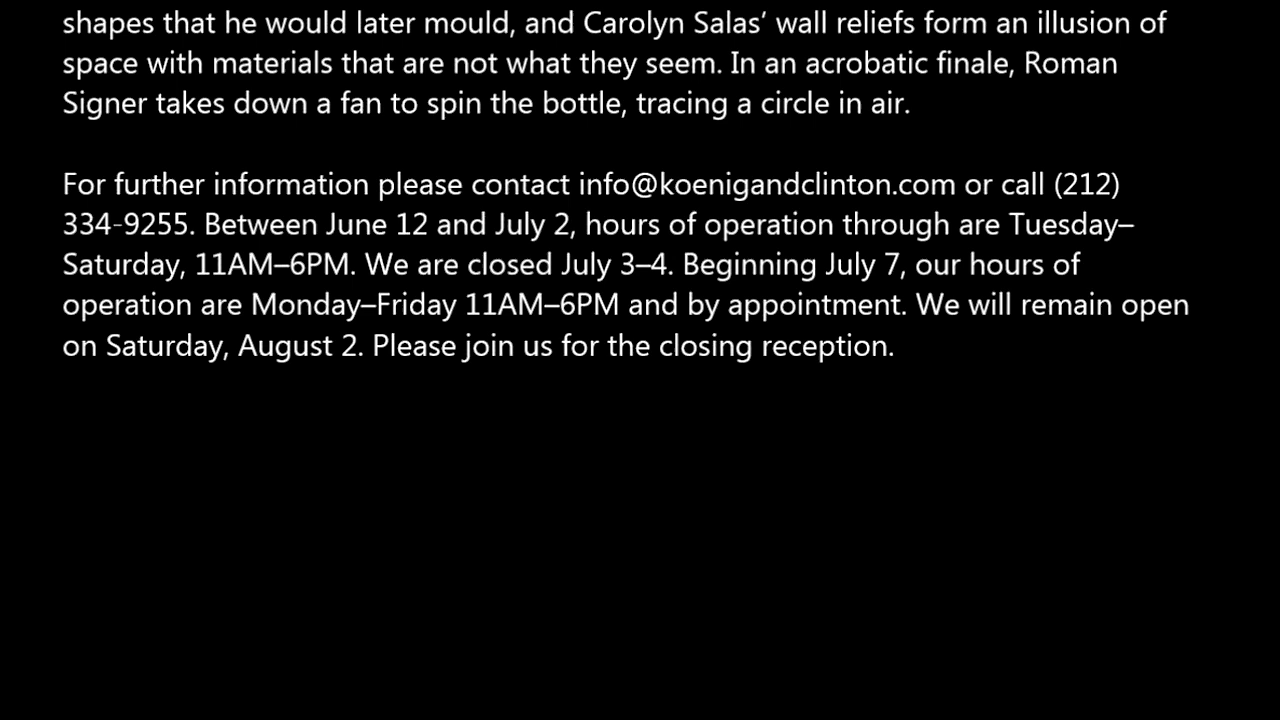 shapes that he would later mould, and Carolyn Salas’ wall reliefs form an illusion of
space with materials that are not what they seem. In an acrobatic finale, Roman
Signer takes down a fan to spin the bottle, tracing a circle in air.
For further information please contact info@koenigandclinton.com or call (212)
334-9255. Between June 12 and July 2, hours of operation through are Tuesday–
Saturday, 11AM–6PM. We are closed July 3–4. Beginning July 7, our hours of
operation are Monday–Friday 11AM–6PM and by appointment. We will remain open
on Saturday, August 2. Please join us for the closing reception.